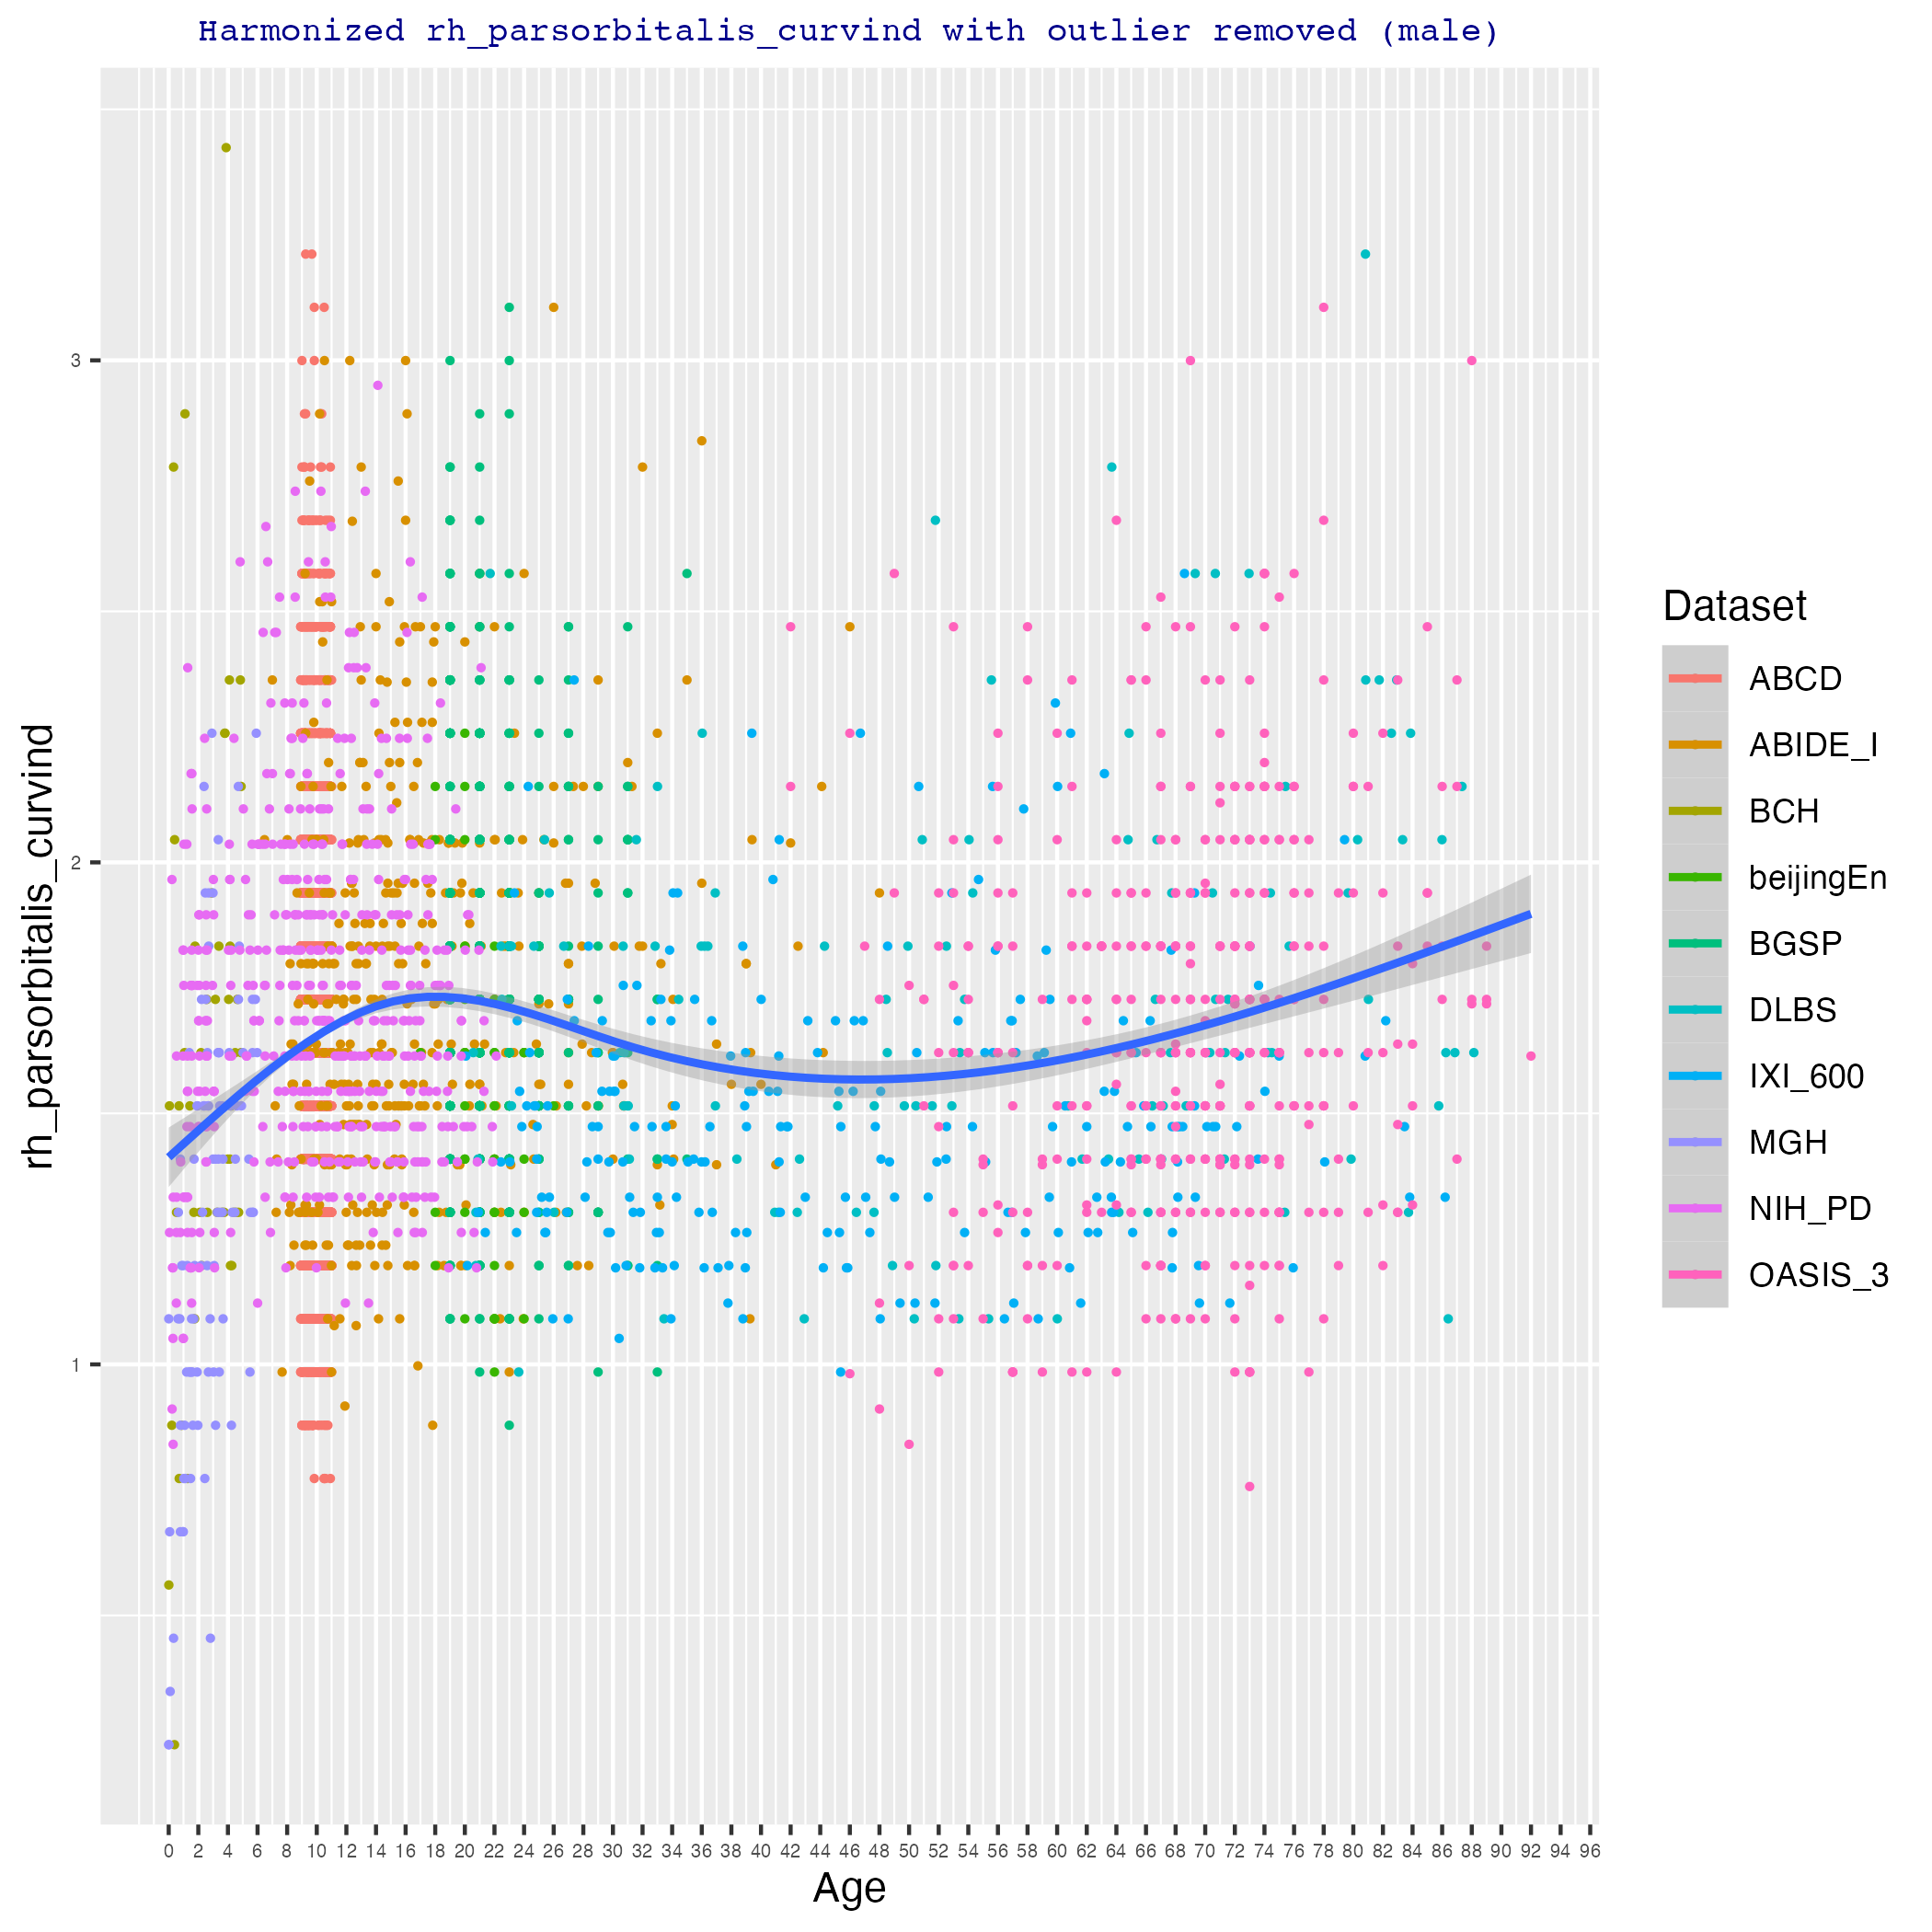 Harmonized rh_parsorbitalis_curvind with outlier removed (male)
rh_parsorbitalis_curvind
3
2
1
0 2 4 6 8 10 12 14 16 18 20 22 24 26 28 30 32 34 36 38 40 42 44 46 48 50 52 54 56 58 60 62 64 66 68 70 72 74 76 78 80 82 84 86 88 90 92 94 96
Age
Dataset
ABCD
ABIDE_I
BCH
beijingEn
BGSP
DLBS
IXI_600
MGH
NIH_PD
OASIS_3